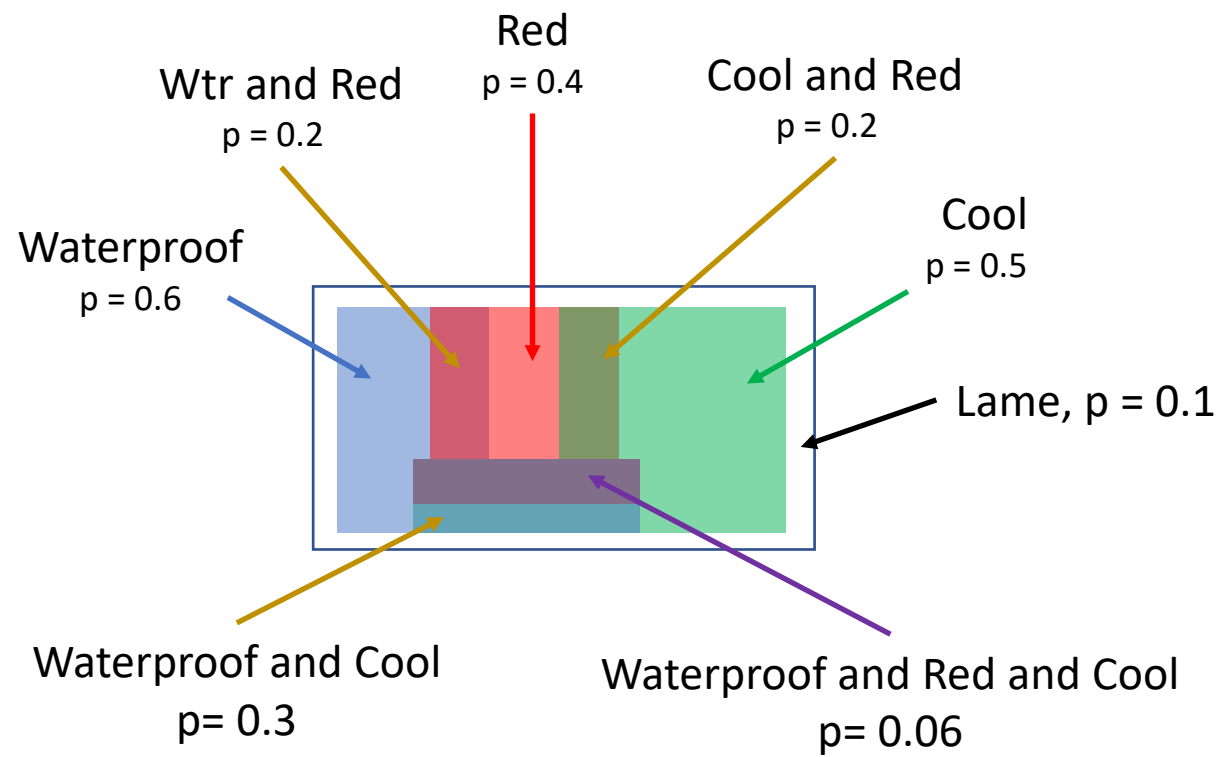 Red
p = 0.4
Wtr and Red
p = 0.2
Cool and Red
p = 0.2
Waterproof
p = 0.6
Cool
p = 0.5
Lame, p = 0.1
Waterproof and Cool
p= 0.3
Waterproof and Red and Cool
p= 0.06